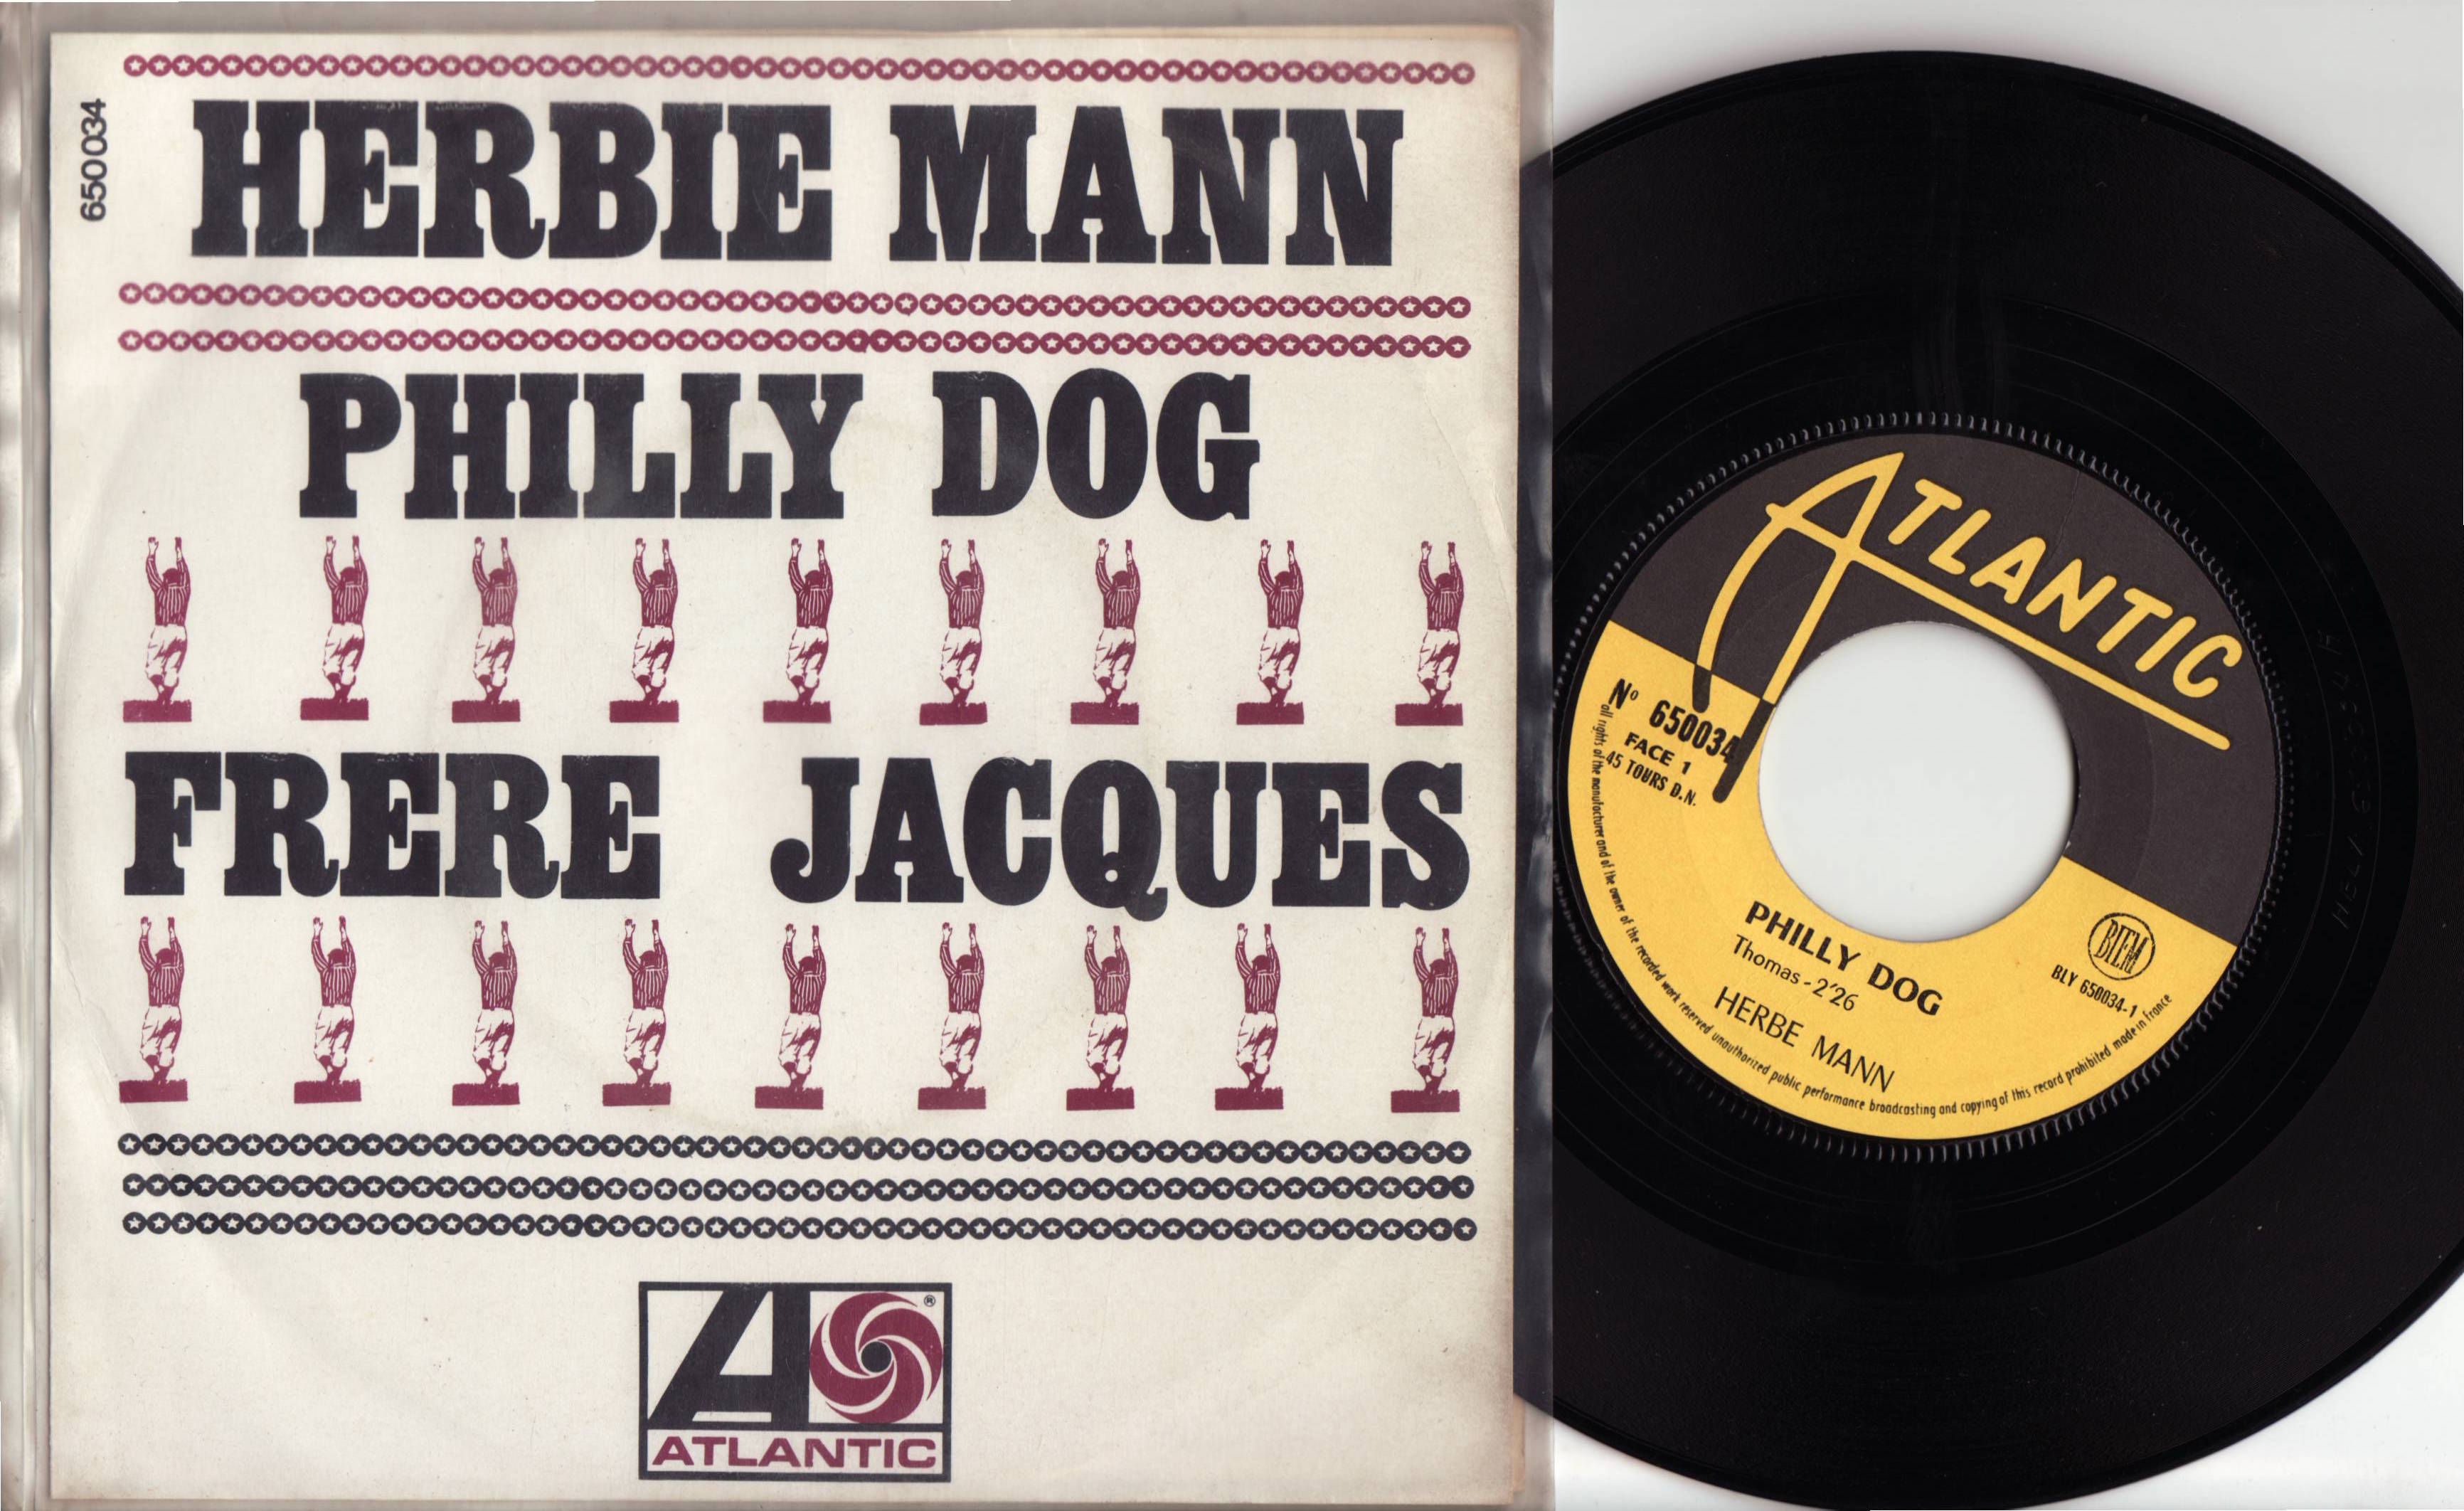 650034
HERBIE MANN
PHILLY DOG
FRERE JACQUES
A
®
ATLANTIC
ATLANTIC
Nº 650034
FACE 1
45 TOURS D.N.
PHILLY DOG
Thomas - 2'26
HERBE MANN
BIEM
BLY 650034-1
all rights of the manufacturer and of the owner of the recorded work reserved unauthorized public performance broadcasting and copying of this record prohibited made in france